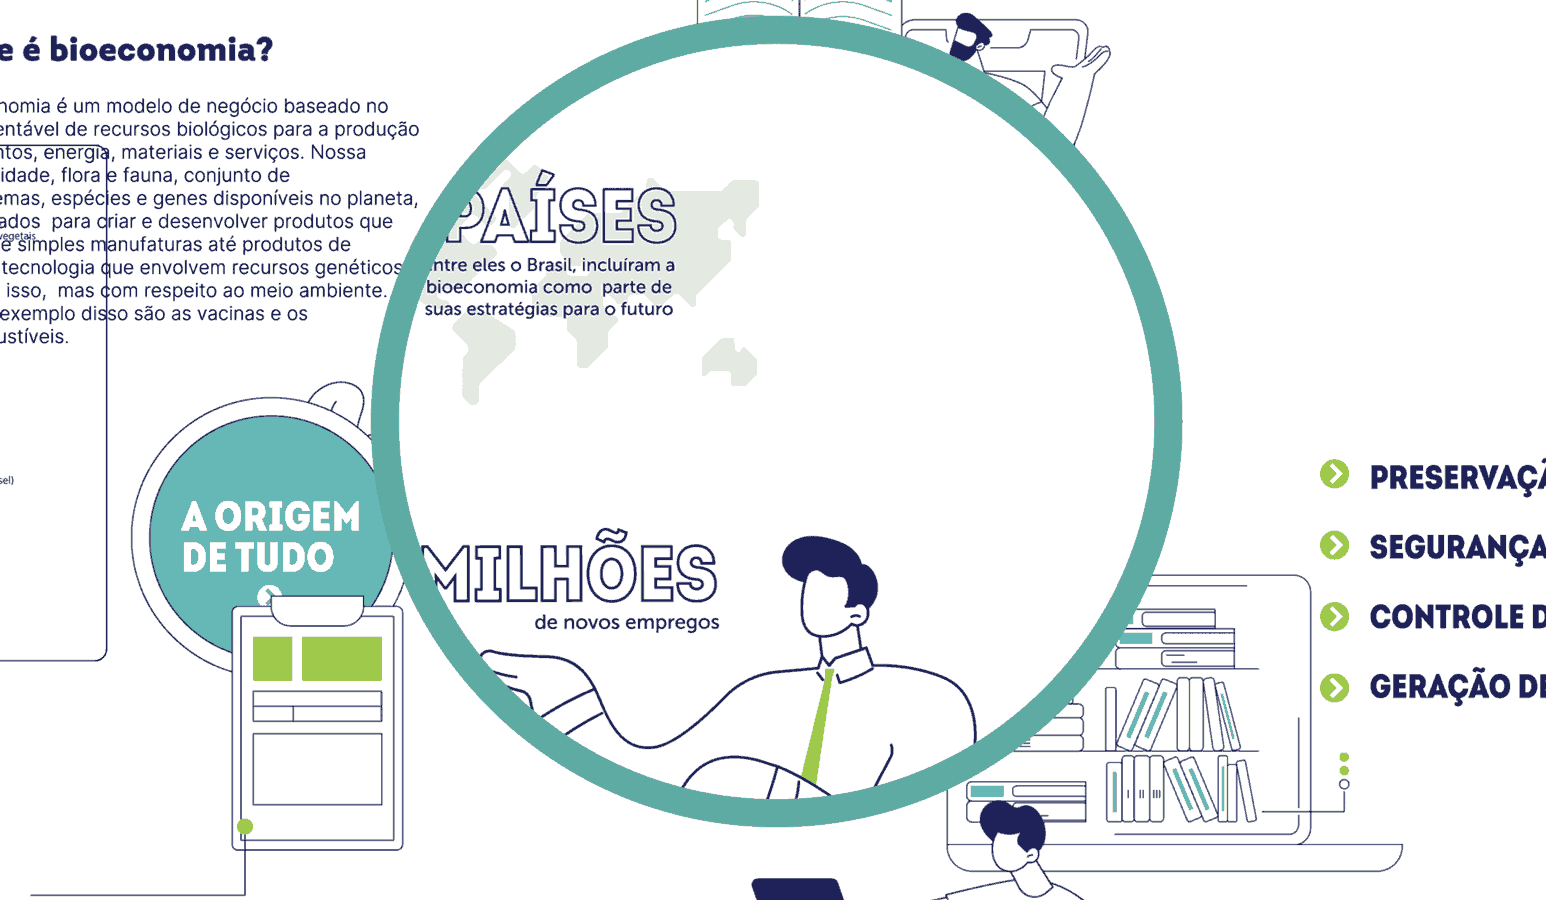 e é bioeconomia?
nomia é um modelo de negócio baseado no
entável de recursos biológicos para a produção
ntos, energia, materiais e serviços. Nossa
idade, flora e fauna, conjunto de
emas, espécies e genes disponíveis no planeta,
ados para criar e desenvolver produtos que
e simples manufaturas até produtos de
vegetais
tecnologia que envolvem recursos genéticos
isso, mas com respeito ao meio ambiente.
exemplo disso são as vacinas e os
ustíveis.
sel)
A ORIGEM
DE TUDO
PAÍSES
ntre eles o Brasil, incluíram a
bioeconomia como parte de
suas estratégias para o futuro
MILHÕES
de novos empregos
PRESERVAÇÃ
SEGURANÇA
CONTROLE D
GERAÇÃO DE